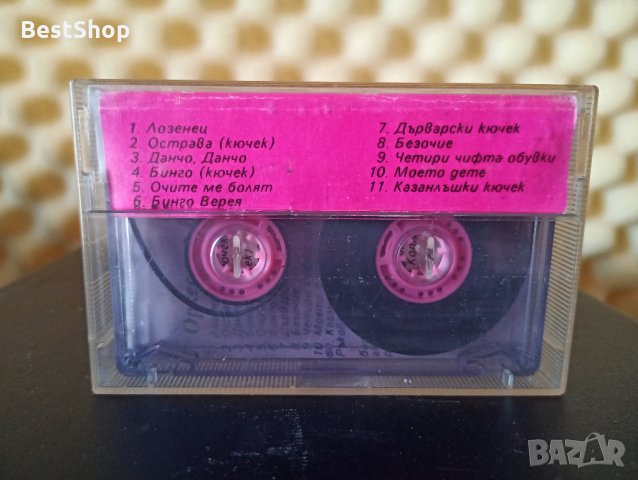 BestShop
1. Лозенец
2. Острава (кючек)
3. Данчо, Данчо
4. Бинго (кючек)
5. Очите ме болят
6. Бинго Верея
7. Дърварски кючек
8. Безочие
9. Четири чифта обувки
10. Моето дете
11. Казанлъшки кючек
BAZAR